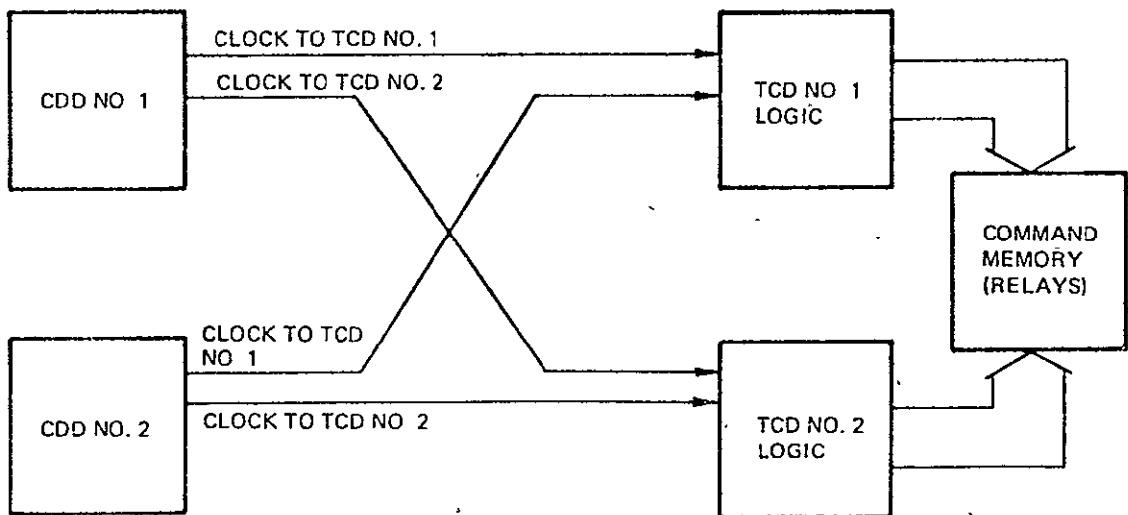 CLOCK TO TCD NO. 1
CLOCK TO TCD NO. 2
CDD NO 1
TCD NO 1
LOGIC
COMMAND
MEMORY
(RELAYS)
CLOCK TO TCD
NO 1
CDD NO. 2
CLOCK TO TCD NO 2
TCD NO. 2
LOGIC